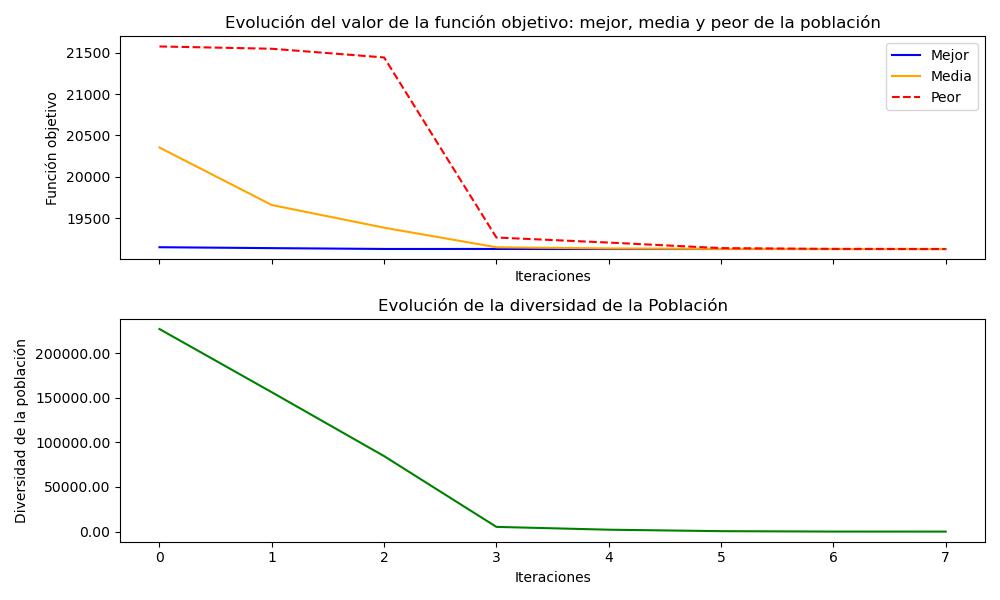 Evolución del valor de la función objetivo: mejor, media y peor de la población
Función objetivo
21500
21000
20500
20000
19500
Mejor
Media
Peor
Iteraciones
Evolución de la diversidad de la Población
Diversidad de la población
200000.00
150000.00
100000.00
50000.00
0.00
0 1 2 3 4 5 6 7
Iteraciones